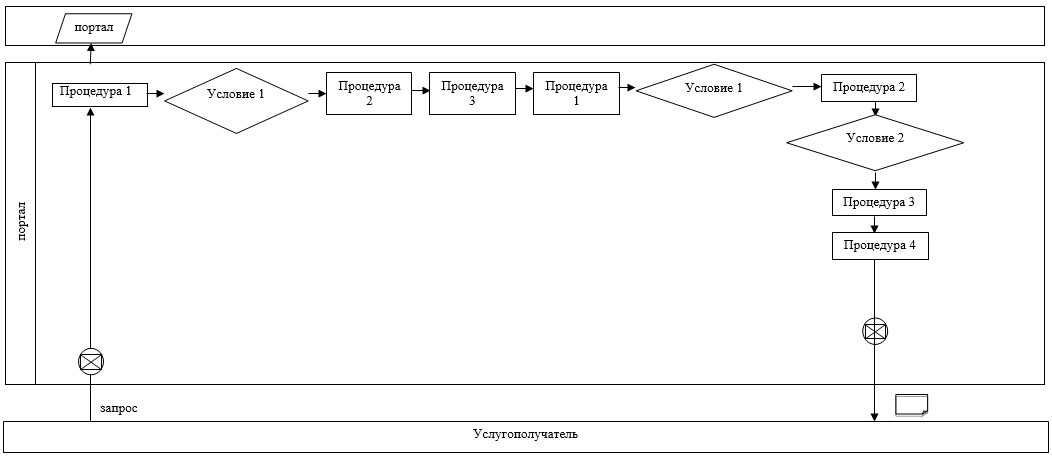 портал
Процедура 1
Условие 1
Процедура
2
Процедура
3
Процедура
1
Условие 1
Процедура 2
Условие 2
Процедура 3
Процедура 4
портал
запрос
Услугополучатель